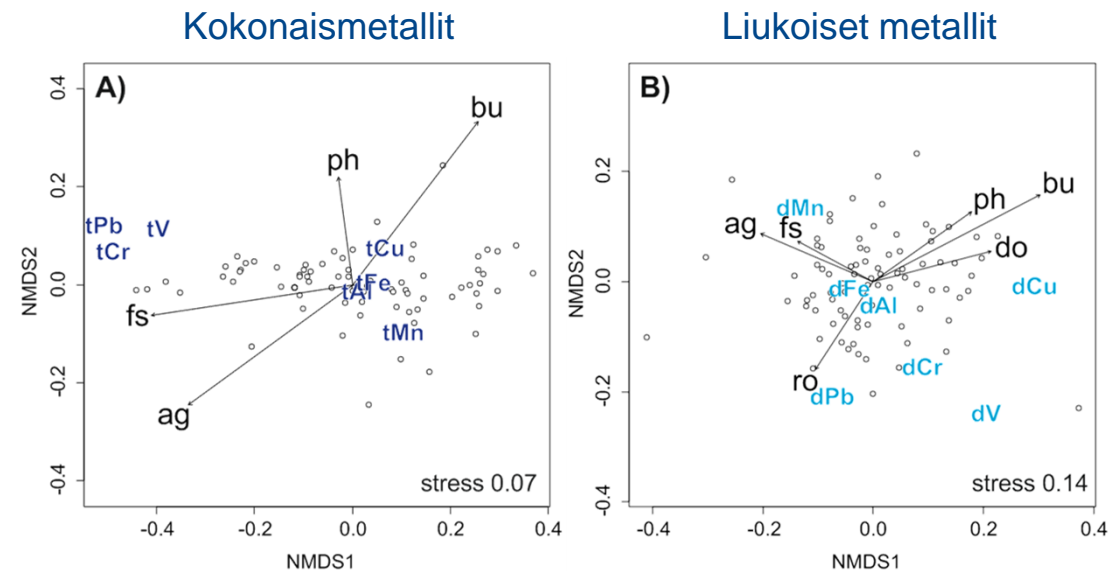 Kokonaismetallit
Liukoiset metallit
A)
bu
ph
tPb
tV
tCr
tCu
tFe
tAl
tMn
fs
ag
stress 0.07
0.4
0.2
0.0
-0.2
-0.4
NMDS2
-0.4
-0.2
0.0
0.2
0.4
NMDS1
B)
bu
ph
dMn
ag
fs
do
dFe
dCu
dAl
dCr
ro
dPb
dV
stress 0.14
0.2
0.0
-0.2
-0.4
NMDS2
-0.4
-0.2
0.0
0.2
0.4
NMDS1